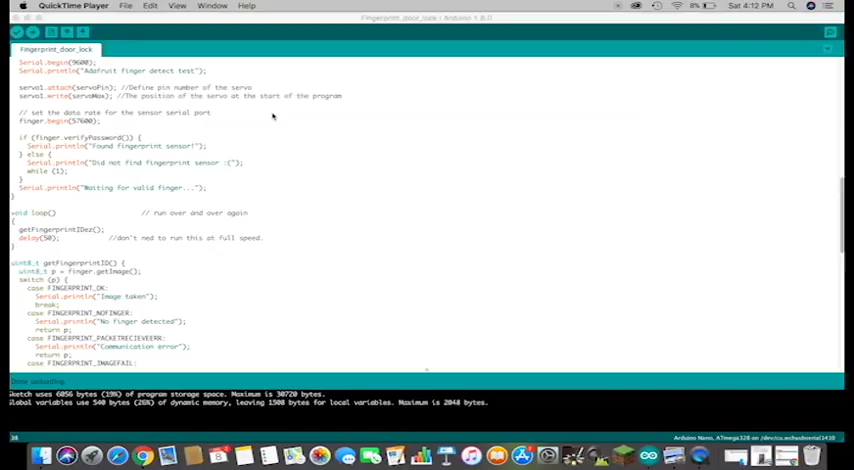 QuickTime Player File Edit View Window Help 8% Sat 4:12 PM
Fingerprint_door_lock | Arduino 1.8.0
Fingerprint_door_lock
Serial.begin(9600);
Serial.println("Adafruit finger detect test");
servo1.attach(servoPin); //Define pin number of the servo
servo1.write(servoMax); //The position of the servo at the start of the program
// set the data rate for the sensor serial port
finger.begin(57600);
if (finger.verifyPassword()) {
Serial.println("Found fingerprint sensor!");
} else {
Serial.println("Did not find fingerprint sensor :(");
while (1);
}
Serial.println("Waiting for valid finger...");
}
void loop() // run over and over again
{
getFingerprintIDez();
delay(50); //don't ned to run this at full speed.
}
uint8_t getFingerprintID() {
uint8_t p = finger.getImage();
switch (p) {
case FINGERPRINT_OK:
Serial.println("Image taken");
break;
case FINGERPRINT_NOFINGER:
Serial.println("No finger detected");
return p;
case FINGERPRINT_PACKETRECIEVEERR:
Serial.println("Communication error");
return p;
case FINGERPRINT_IMAGEFAIL:
Done uploading.
Sketch uses 6056 bytes (19%) of program storage space. Maximum is 30720 bytes.
Global variables use 540 bytes (26%) of dynamic memory, leaving 1508 bytes for local variables. Maximum is 2048 bytes.
38 Arduino Nano, ATmega328 on /dev/cu.wchusbserial1410
8